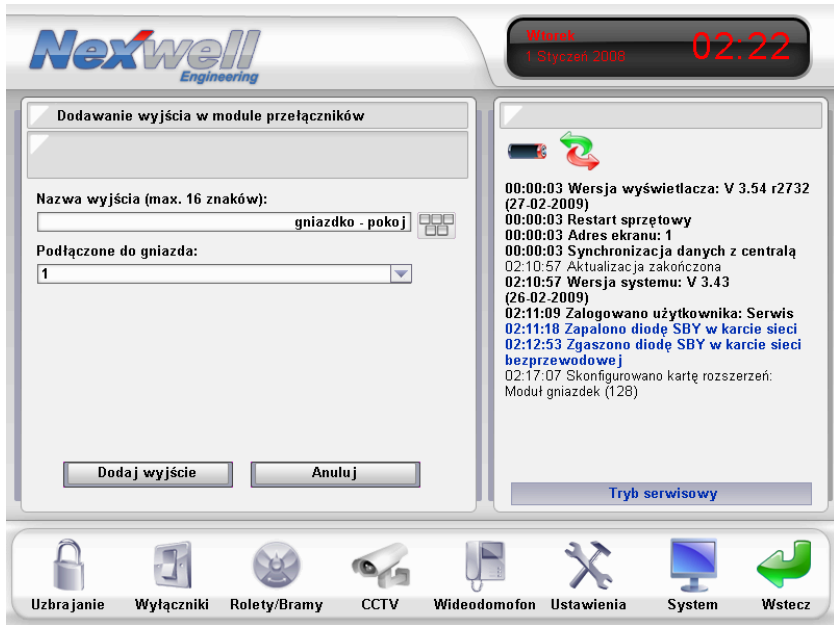 Nexwell
Engineering
Wtorek
1 Styczeń 2008
02:22
Dodawanie wyjścia w module przełączników
Nazwa wyjścia (max. 16 znaków):
gniazdko - pokoj
Podłączone do gniazda:
1
Dodaj wyjście
Anuluj
00:00:03 Wersja wyświetlacza: V 3.54 r2732
(27-02-2009)
00:00:03 Restart sprzętowy
00:00:03 Adres ekranu: 1
00:00:03 Synchronizacja danych z centralą
02:10:57 Aktualizacja zakończona
02:10:57 Wersja systemu: V 3.43
(26-02-2009)
02:11:09 Zalogowano użytkownika: Serwis
02:11:18 Zapalono diodę SBY w karcie sieci
02:12:53 Zgaszono diodę SBY w karcie sieci
bezprzewodowej
02:17:07 Skonfigurowano kartę rozszerzeń:
Moduł gniazdek (128)
Tryb serwisowy
Uzbrajanie
Wyłączniki
Rolety/Bramy
CCTV
Wideodomofon
Ustawienia
System
Wstecz